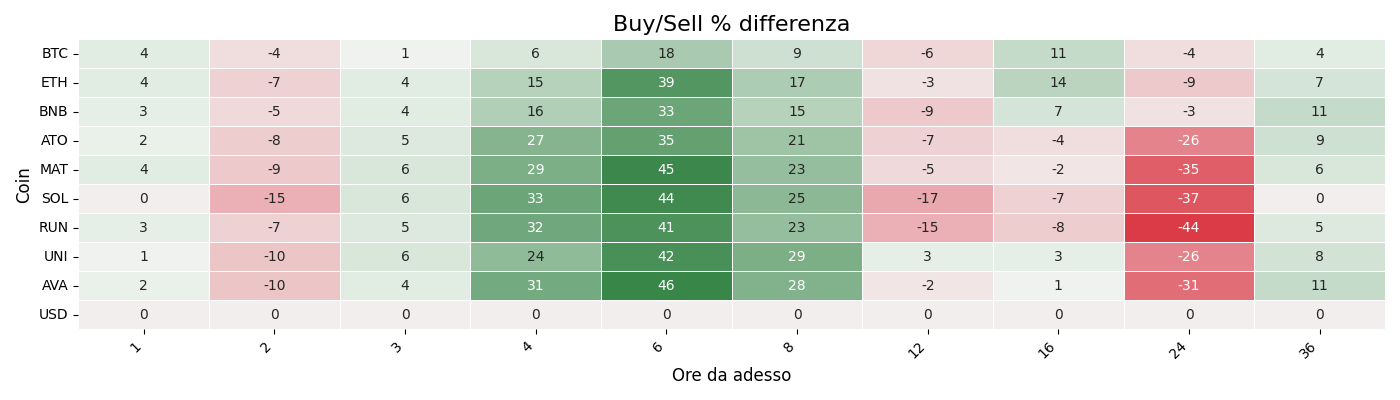 Buy/Sell % differenza
Coin
BTC 4 -4 1 6 18 9 -6 11 -4 4
ETH 4 -7 4 15 39 17 -3 14 -9 7
BNB 3 -5 4 16 33 15 -9 7 -3 11
ATO 2 -8 5 27 35 21 -7 -4 -26 9
MAT 4 -9 6 29 45 23 -5 -2 -35 6
SOL 0 -15 6 33 44 25 -17 -7 -37 0
RUN 3 -7 5 32 41 23 -15 -8 -44 5
UNI 1 -10 6 24 42 29 3 3 -26 8
AVA 2 -10 4 31 46 28 -2 1 -31 11
USD 0 0 0 0 0 0 0 0 0 0
1 2 3 4 6 8 12 16 24 36
Ore da adesso